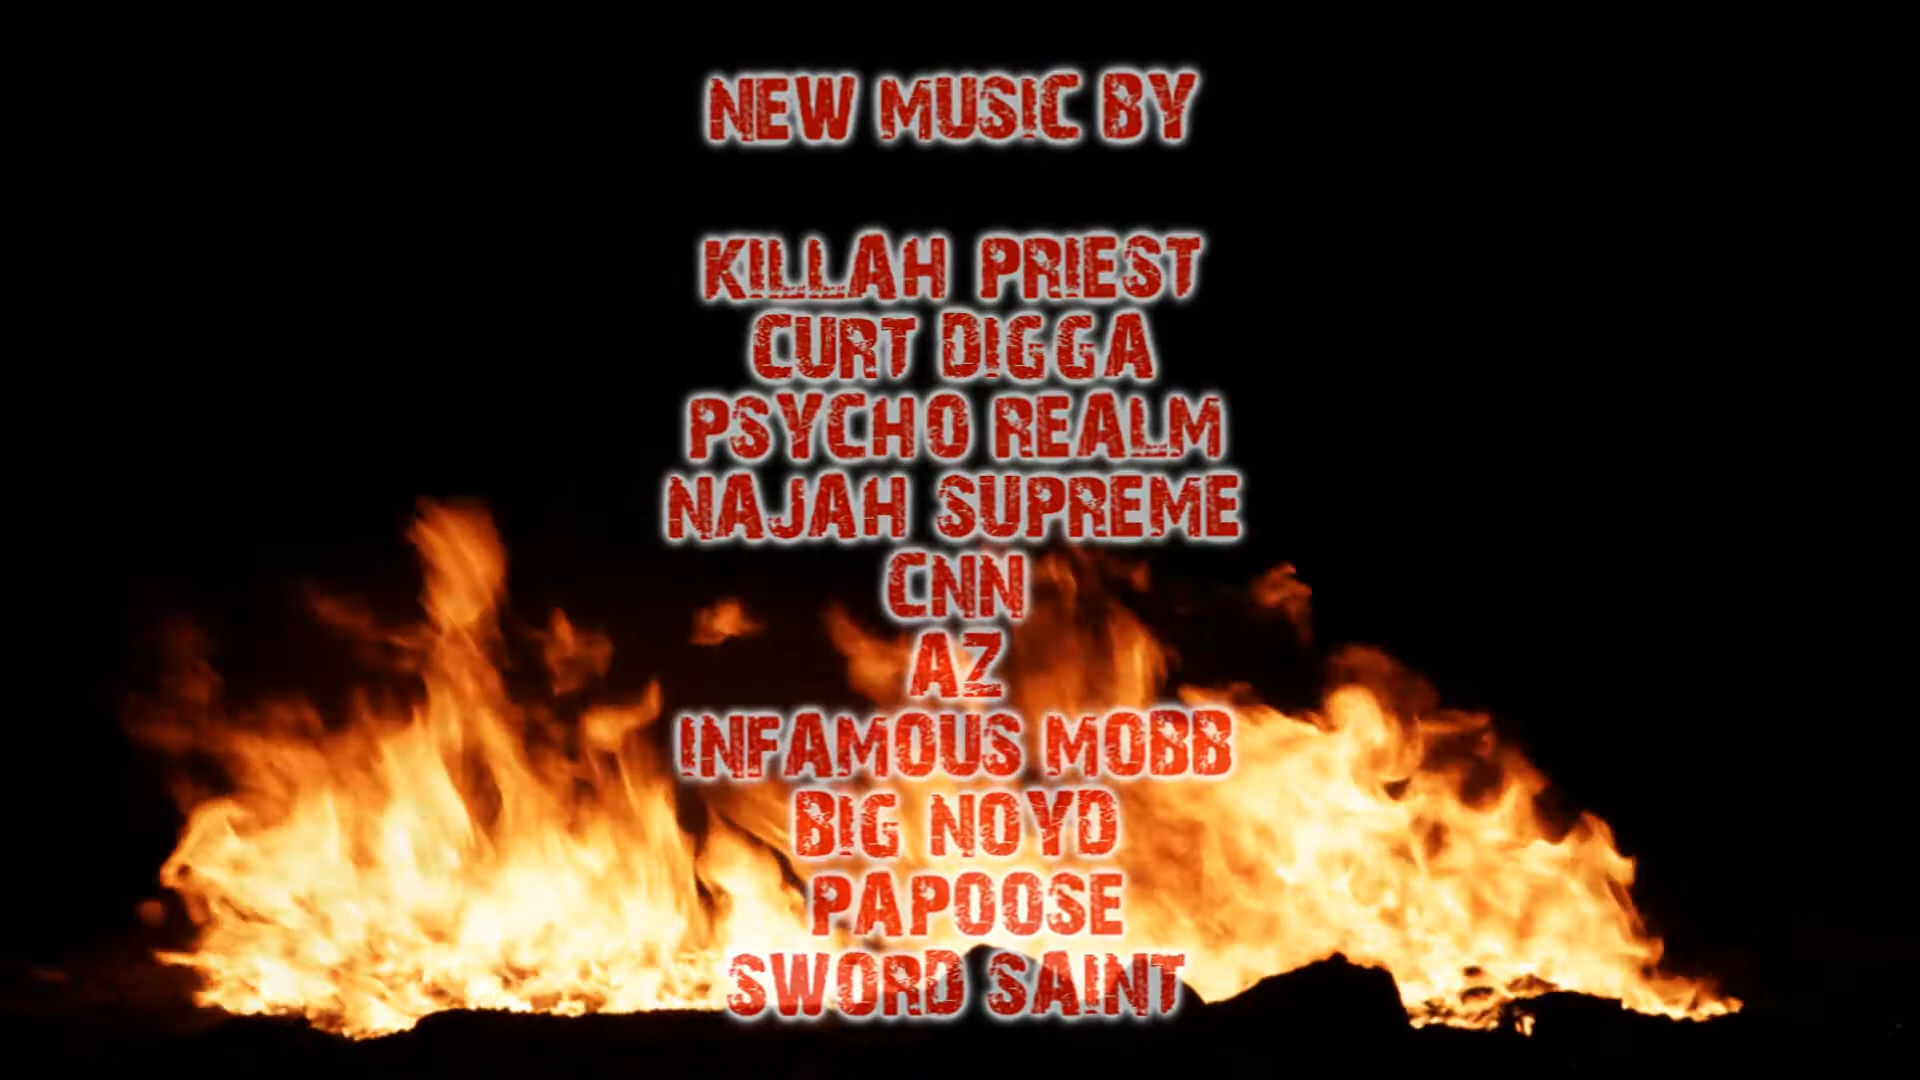 NEW MUSIC BY
KILLAH PRIEST
CURT DIGGA
PSYCHO REALM
NAJAH SUPREME
CNN
AZ
INFAMOUS MOBB
BIG NOYD
PAPOOSE
SWORD SAINT